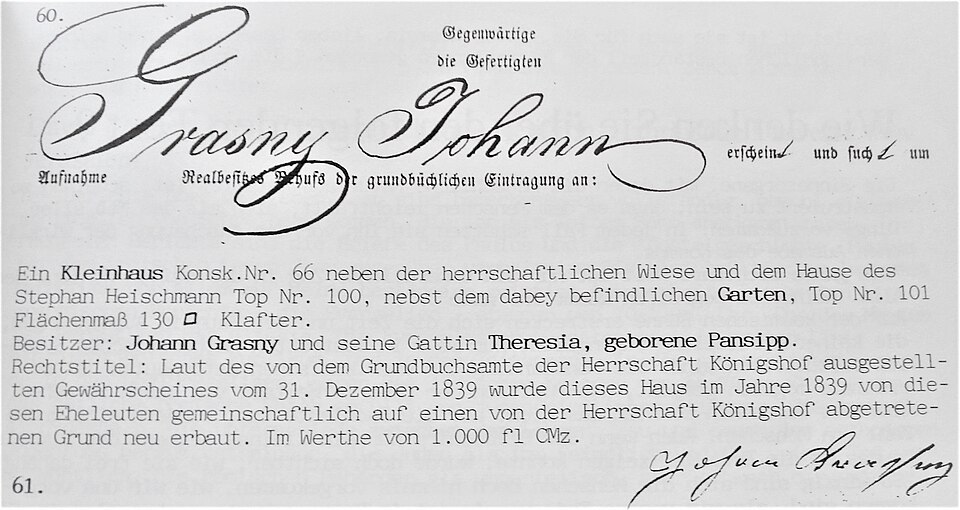 60.
Gegenwärtige
die Gefertigten
Grasny Johann
erscheint und sucht um
Aufnahme Realbesitzes Behufs der grundbüchlichen Eintragung an:
Ein Kleinhaus Konsk.Nr. 66 neben der herrschaftlichen Wiese und dem Hause des
Stephan Heischmann Top Nr. 100, nebst dem dabey befindlichen Garten, Top Nr. 101
Flächenmaß 130 □ Klafter.
Besitzer: Johann Grasny und seine Gattin Theresia, geborene Pansipp.
Rechtstitel: Laut des von dem Grundbuchsamte der Herrschaft Königshof ausgestell-
ten Gewährscheines vom 31. Dezember 1839 wurde dieses Haus im Jahre 1839 von die-
sen Eheleuten gemeinschaftlich auf einen von der Herrschaft Königshof abgetrete-
nen Grund neu erbaut. Im Werthe von 1.000 fl CMz.
Johann
61.